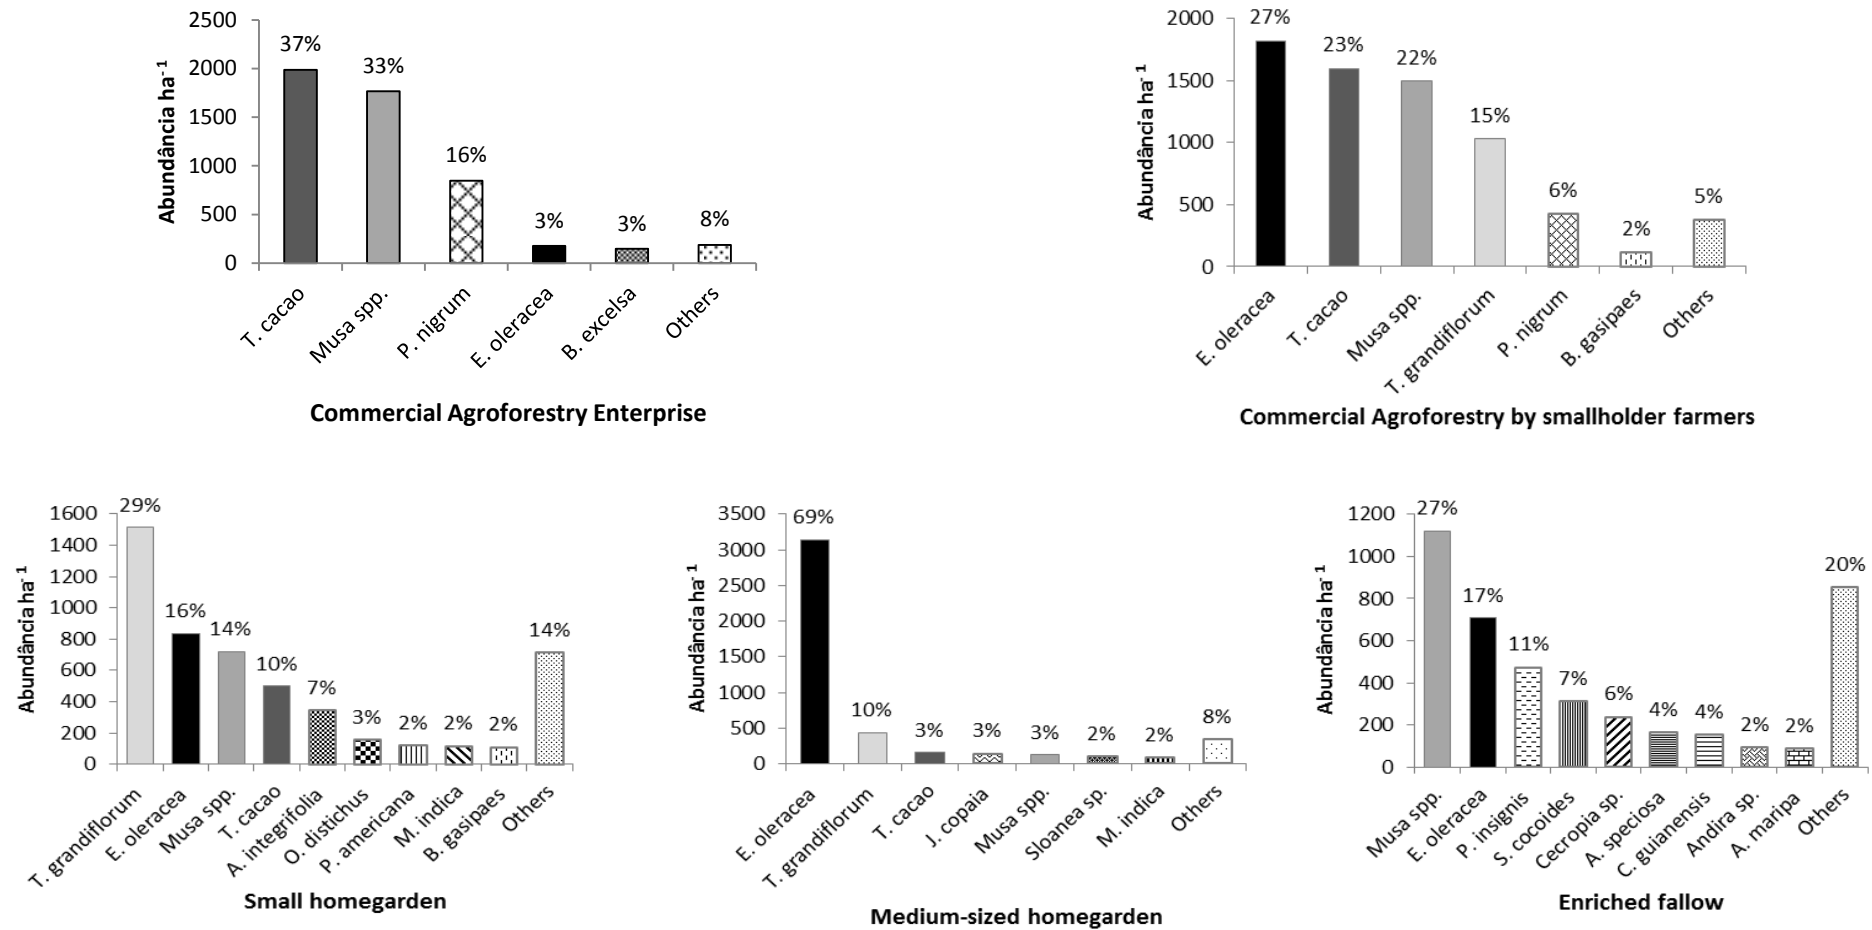 2500
2000
1500
1000
500
0
Abundância ha⁻¹
37%
33%
16%
3%
3%
8%
T. cacao
Musa spp.
P. nigrum
E. oleracea
B. excelsa
Others
Commercial Agroforestry Enterprise
2000
1500
1000
500
0
Abundância ha⁻¹
27%
23%
22%
15%
6%
2%
5%
E. oleracea
T. cacao
Musa spp.
T. grandiflorum
P. nigrum
B. gasipaes
Others
Commercial Agroforestry by smallholder farmers
1600
1400
1200
1000
800
600
400
200
0
Abundância ha⁻¹
29%
16%
14%
10%
7%
3%
2%
2%
2%
14%
T. grandiflorum
E. oleracea
Musa spp.
T. cacao
A. integrifolia
O. distichus
P. americana
M. indica
B. gasipaes
Others
Small homegarden
3500
3000
2500
2000
1500
1000
500
0
Abundância ha⁻¹
69%
10%
3%
3%
3%
2%
2%
8%
E. oleracea
T. grandiflorum
T. cacao
J. copaia
Musa spp.
Sloanea sp.
M. indica
Others
Medium-sized homegarden
1200
1000
800
600
400
200
0
Abundância ha⁻¹
27%
17%
11%
7%
6%
4%
4%
2%
2%
20%
Musa spp.
E. oleracea
P. insignis
S. cocoides
Cecropia sp.
A. speciosa
C. guianensis
Andira sp.
A. maripa
Others
Enriched fallow